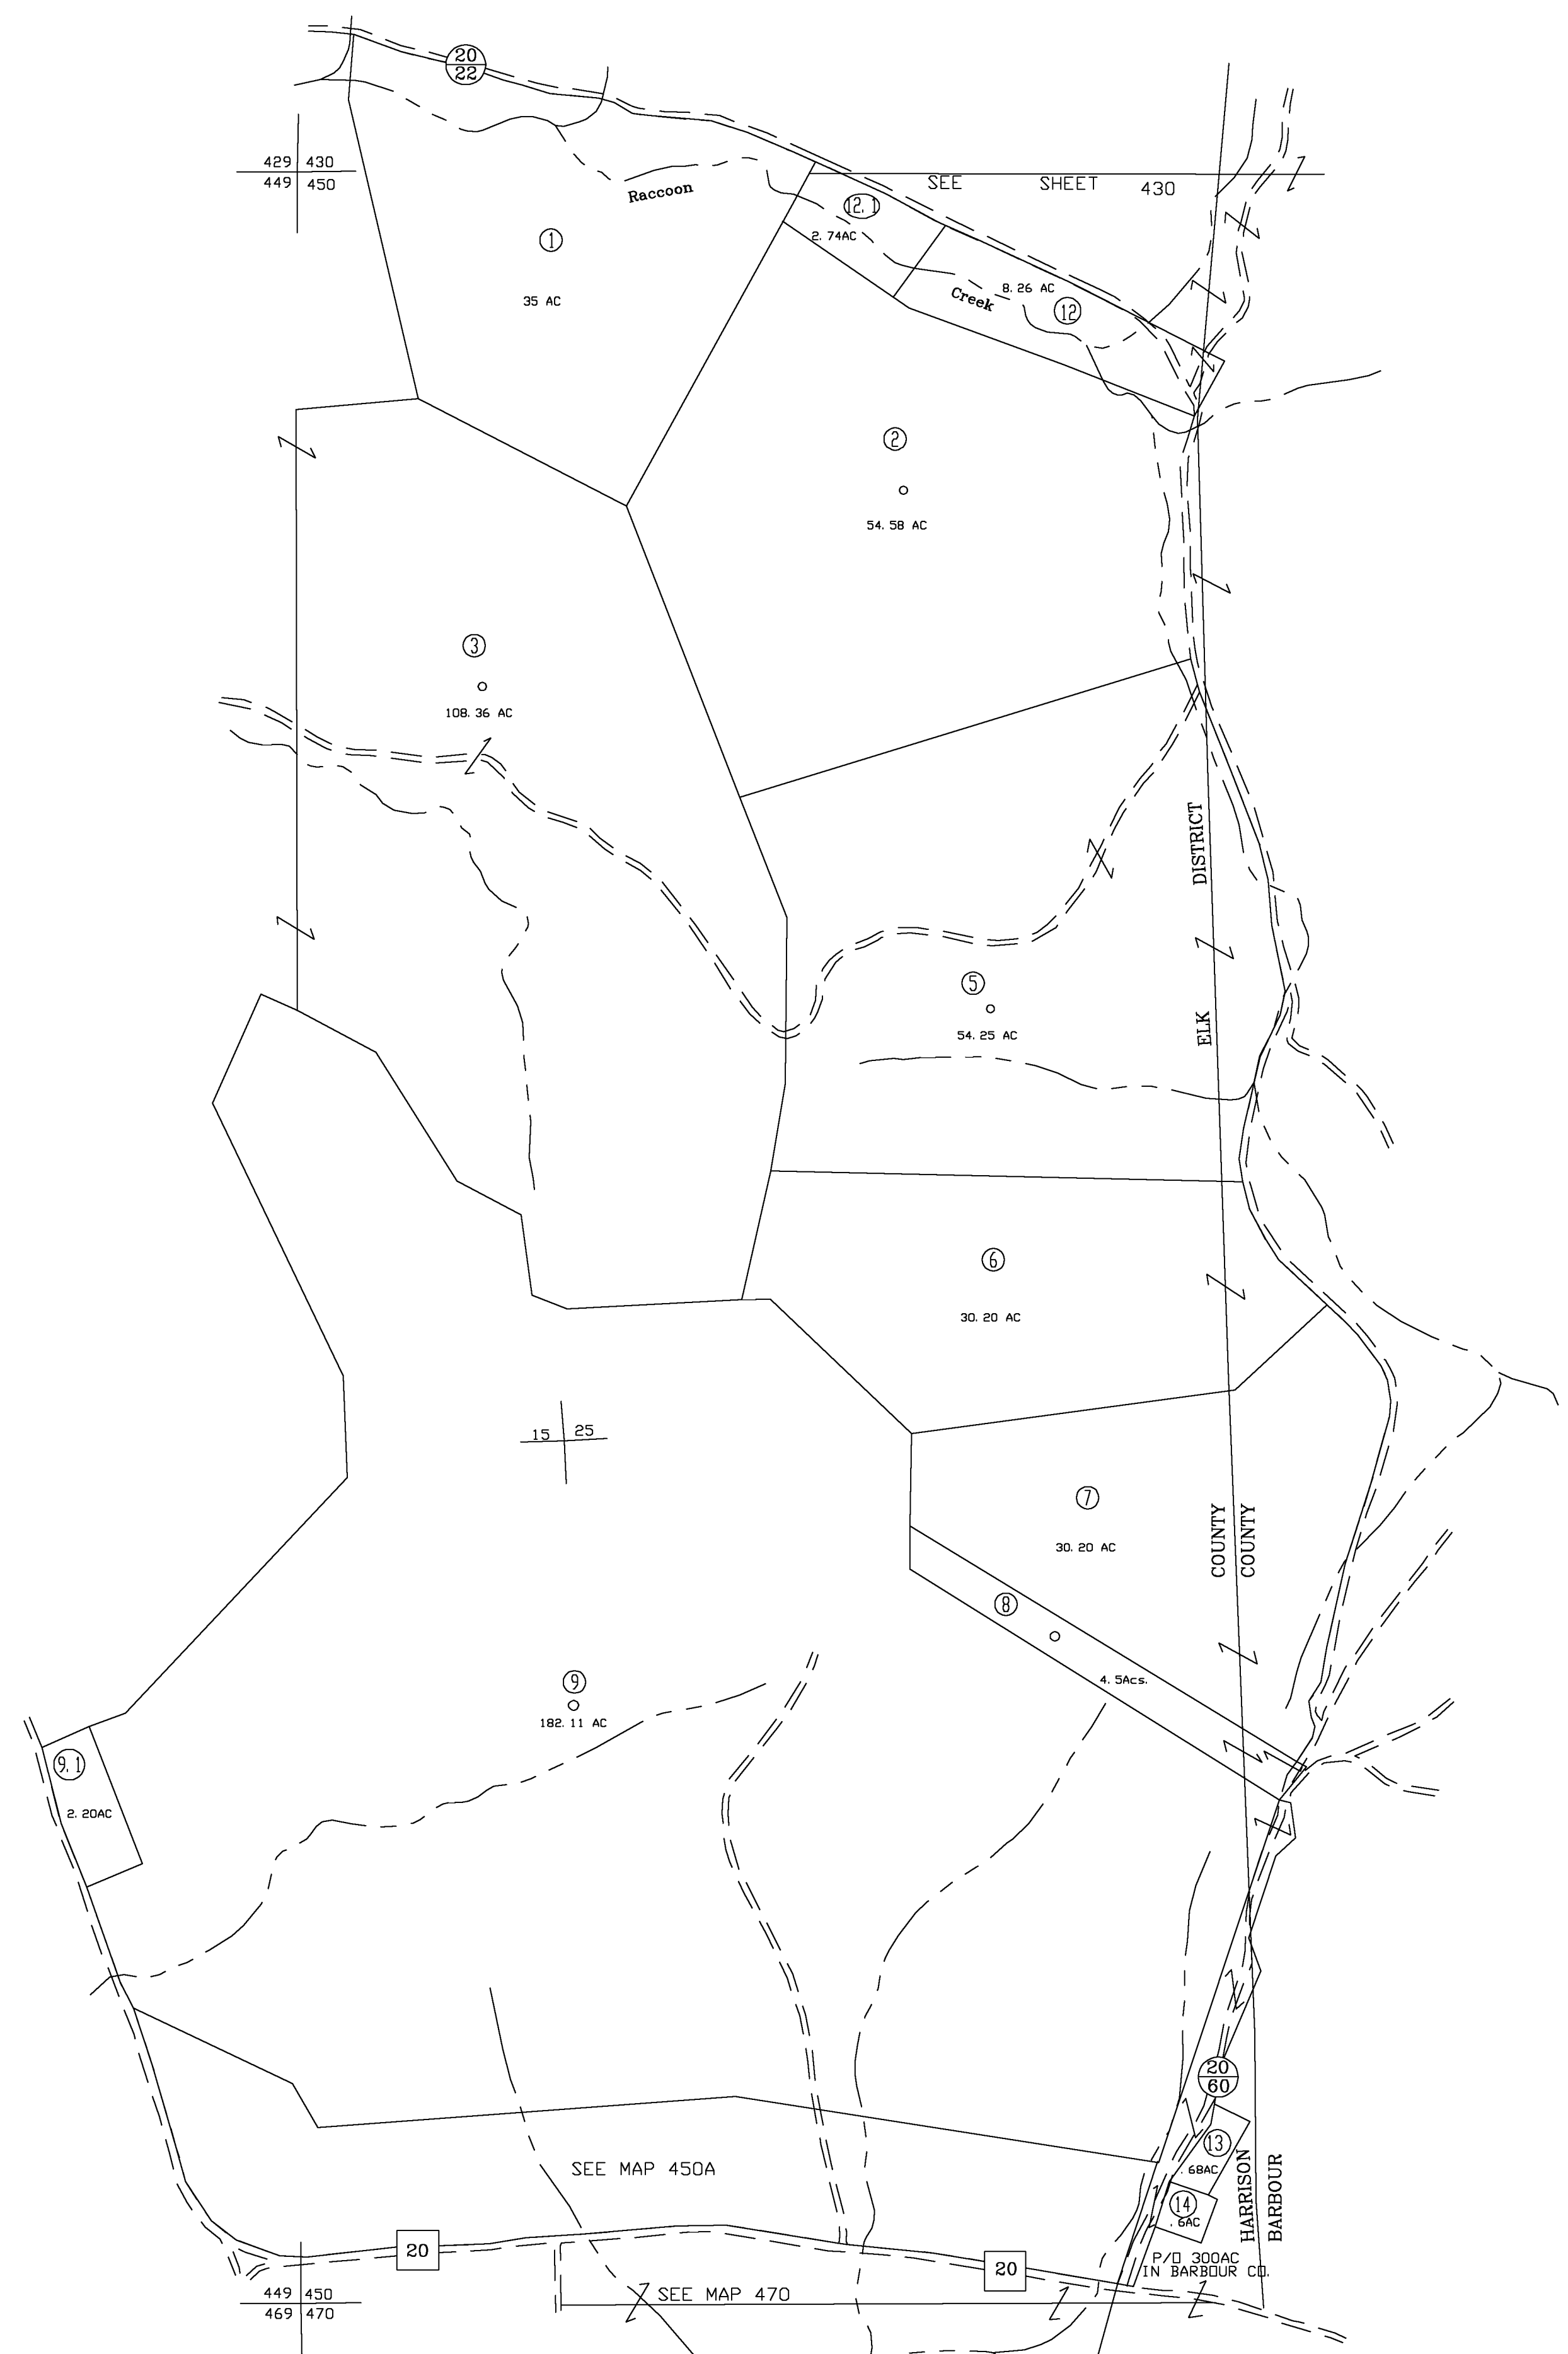 20
22
429 430
449 450
SEE SHEET 430
Raccoon
12.1
2.74AC
1
35 AC
8.26 AC
Creek
12
2
54.58 AC
3
108.36 AC
DISTRICT
ELK
5
54.25 AC
6
30.20 AC
15 25
7
30.20 AC
COUNTY
COUNTY
8
4.5Acs.
9
182.11 AC
9.1
2.20AC
20
60
13
.68AC
SEE MAP 450A
14
.6AC
HARRISON
BARBOUR
20
20
P/O 300AC
IN BARBOUR CO.
449 450
469 470
SEE MAP 470